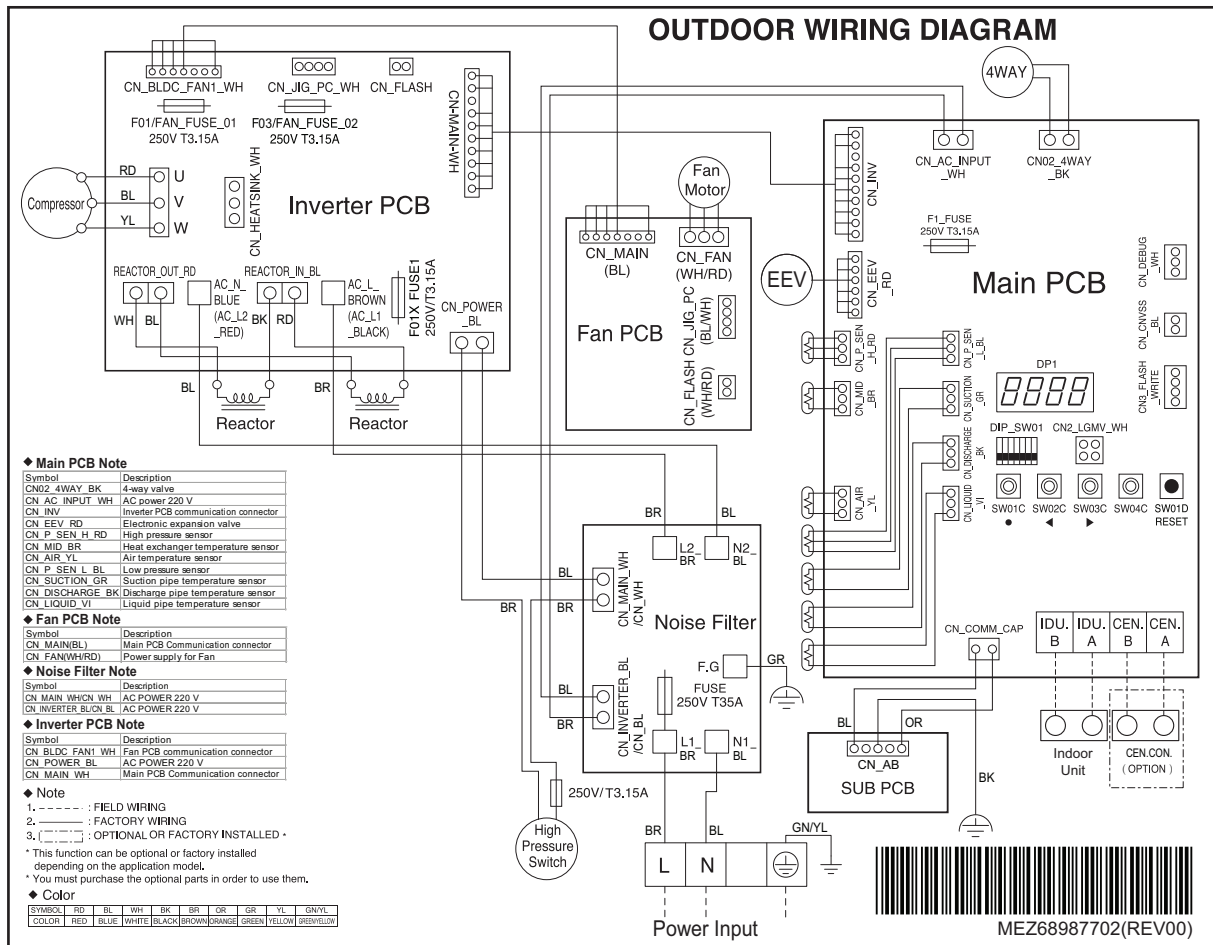 OUTDOOR WIRING DIAGRAM
CN_BLDC_FAN1_WH
CN_JIG_PC_WH
CN_FLASH
F01/FAN_FUSE_01
250V T3.15A
F03/FAN_FUSE_02
250V T3.15A
CN-MAIN-WH
CN_HEATSINK_WH
Compressor
RD
BL
YL
U
V
W
Inverter PCB
REACTOR_OUT_RD
REACTOR_IN_BL
AC_N_
BLUE
(AC_L2
_RED)
AC_L_
BROWN
(AC_L1
_BLACK)
F01X FUSE1
250V/T3.15A
CN_POWER
_BL
WH
BL
BK
RD
BL
BR
Reactor
Reactor
Fan
Motor
CN_MAIN
(BL)
CN_FAN
(WH/RD)
Fan PCB
CN_JIG_PC
(BL/WH)
CN_FLASH
(WH/RD)
4WAY
CN_AC_INPUT
_WH
CN02_4WAY
_BK
CN_INV
F1_FUSE
250V T3.15A
Main PCB
EEV
CN_EEV
_RD
CN_DEBUG
_WH
CN_CNVSS
_BL
CN3_FLASH
_WRITE
CN_P_SEN
_H_RD
CN_MID
_BR
CN_AIR
_YL
CN_P_SEN
_L_BL
CN_SUCTION
_GR
CN_DISCHARGE
_BK
CN_LIQUID
_VI
DP1
8888
DIP_SW01
CN2_LGMV_WH
SW01C
●
SW02C
◀
SW03C
▶
SW04C
SW01D
RESET
CN_COMM_CAP
IDU.
B
IDU.
A
CEN.
B
CEN.
A
Indoor
Unit
CEN.CON.
( OPTION )
BL
OR
CN_AB
SUB PCB
BK
BR
BL
L2_
BR
N2_
BL
BL
BR
BR
CN_MAIN_WH
/CN_WH
Noise Filter
F.G
GR
FUSE
250V T35A
BL
BR
CN_INVERTER_BL
/CN_BL
L1_
BR
N1_
BL
250V/T3.15A
High
Pressure
Switch
BR
BL
GN/YL
L
N
Power Input
◆ Main PCB Note
Symbol Description
CN02_4WAY_BK 4-way valve
CN_AC_INPUT_WH AC power 220 V
CN_INV Inverter PCB communication connector
CN_EEV_RD Electronic expansion valve
CN_P_SEN_H_RD High pressure sensor
CN_MID_BR Heat exchanger temperature sensor
CN_AIR_YL Air temperature sensor
CN_P_SEN_L_BL Low pressure sensor
CN_SUCTION_GR Suction pipe temperature sensor
CN_DISCHARGE_BK Discharge pipe temperature sensor
CN_LIQUID_VI Liquid pipe temperature sensor
◆ Fan PCB Note
Symbol Description
CN_MAIN(BL) Main PCB Communication connector
CN_FAN(WH/RD) Power supply for Fan
◆ Noise Filter Note
Symbol Description
CN_MAIN_WH/CN_WH AC POWER 220 V
CN_INVERTER_BL/CN_BL AC POWER 220 V
◆ Inverter PCB Note
Symbol Description
CN_BLDC_FAN1_WH Fan PCB communication connector
CN_POWER_BL AC POWER 220 V
CN_MAIN_WH Main PCB Communication connector
◆ Note
1. ------ : FIELD WIRING
2. ——— : FACTORY WIRING
3. : OPTIONAL OR FACTORY INSTALLED *
* This function can be optional or factory installed
depending on the application model.
* You must purchase the optional parts in order to use them.
◆ Color
SYMBOL RD BL WH BK BR OR GR YL GN/YL
COLOR RED BLUE WHITE BLACK BROWN ORANGE GREEN YELLOW GREEN/YELLOW
MEZ68987702(REV00)